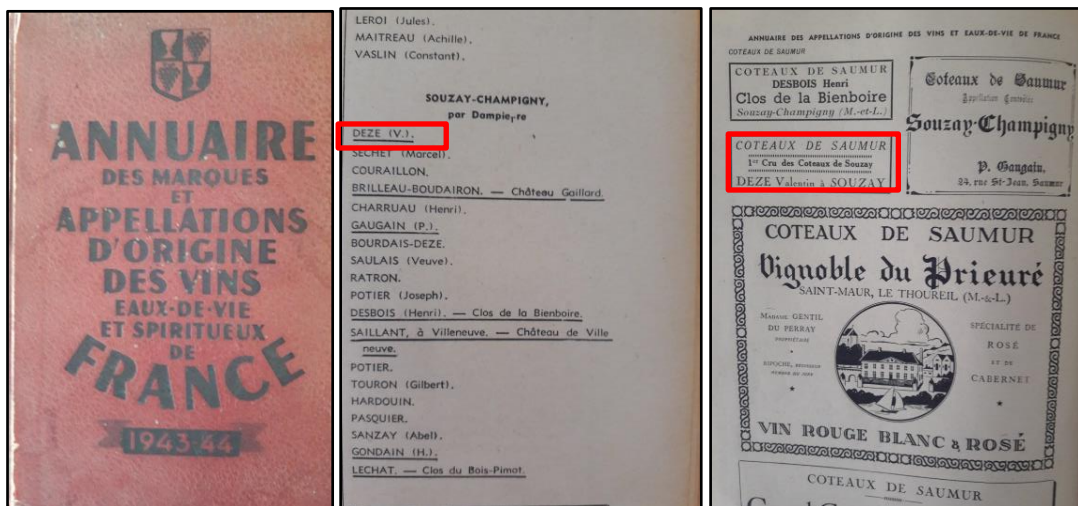 ANNUAIRE
DES MARQUES
ET
APPELLATIONS
D'ORIGINE
DES VINS
EAUX-DE-VIE
ET SPIRITUEUX
DE
FRANCE
1943-44
LEROI (Jules).
MAITREAU (Achille).
VASLIN (Constant).
SOUZAY-CHAMPIGNY,
par Dampierre
DEZE (V.).
SECHET (Marcel).
COURAILLON.
BRILLEAU-BOUDAIRON. — Château Gaillard.
CHARRUAU (Henri).
GAUGAIN (P.).
BOURDAIS-DEZE.
SAULAIS (Veuve).
RATRON.
POTIER (Joseph).
DESBOIS (Henri). — Clos de la Bienboire.
SAILLANT, à Villeneuve. — Château de Ville
neuve.
POTIER.
TOURON (Gilbert).
HARDOUIN.
PASQUIER.
SANZAY (Abel).
GONDAIN (H.).
LECHAT. — Clos du Bois-Pimot.
ANNUAIRE DES APPELLATIONS D'ORIGINE DES VINS ET EAUX-DE-VIE DE FRANCE
COTEAUX DE SAUMUR
COTEAUX DE SAUMUR
DESBOIS Henri
Clos de la Bienboire
Souzay-Champigny (M.-et-L.)
COTEAUX DE SAUMUR
1er Cru des Coteaux de Souzay
DEZE Valentin à SOUZAY
Coteaux de Saumur
Appellation Contrôlée
Souzay-Champigny
P. Gaugain,
24, rue St-Jean, Saumur
COTEAUX DE SAUMUR
Vignoble du Prieuré
SAINT-MAUR, LE THOUREIL (M.-&-L.)
MADAME GENTIL
DU PERRAY
PROPRIÉTAIRE
SPÉCIALITÉ DE
ROSÉ
ET DE
CABERNET
VIN ROUGE BLANC & ROSÉ
COTEAUX DE SAUMUR